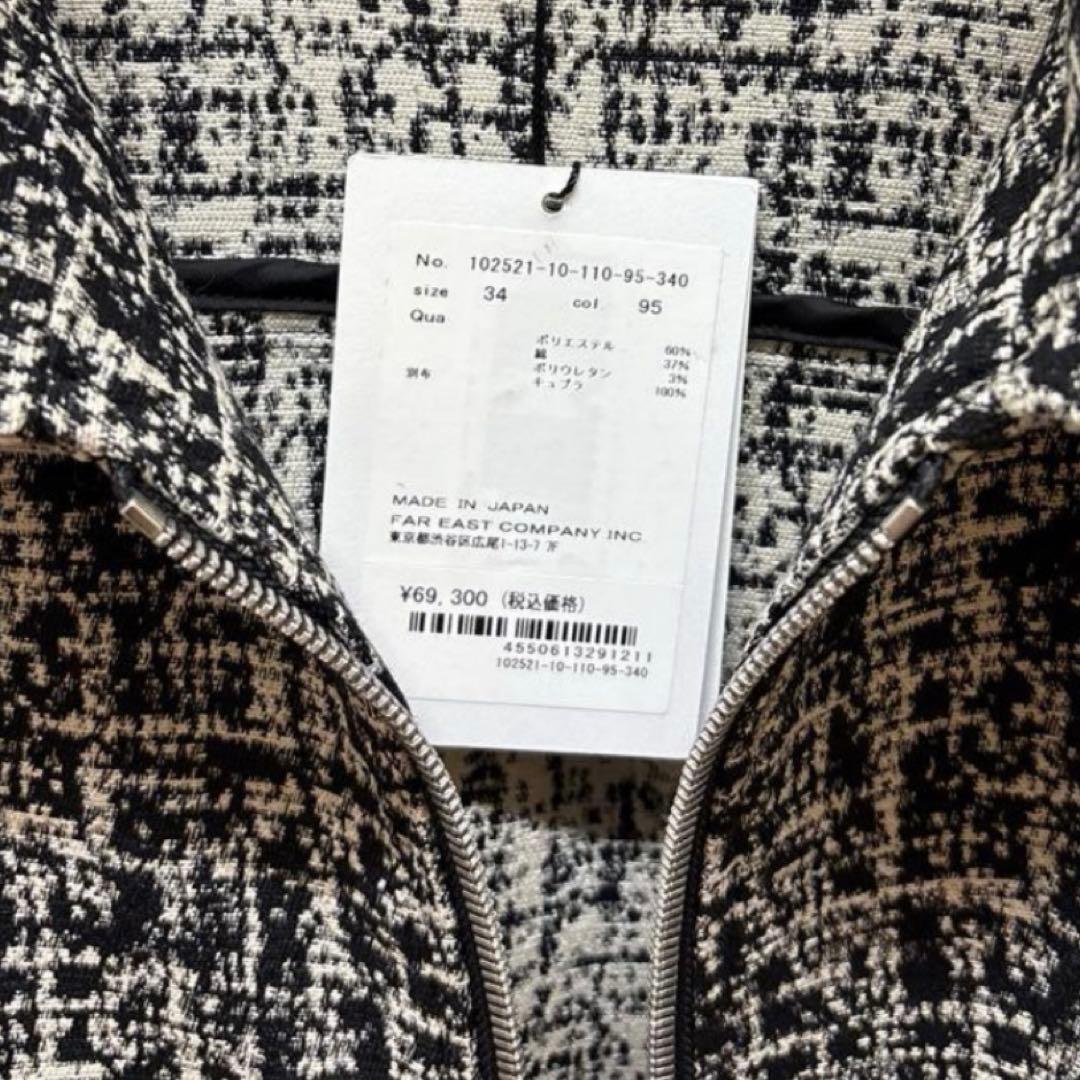 No. 102521-10-110-95-340
size 34 col. 95
Qua
ポリエステル 60%
綿 37%
ポリウレタン 3%
別布 キュプラ 100%
MADE IN JAPAN
FAR EAST COMPANY INC.
東京都渋谷区広尾1-13-7 7F
¥69,300 (税込価格)
4550613291211
102521-10-110-95-340